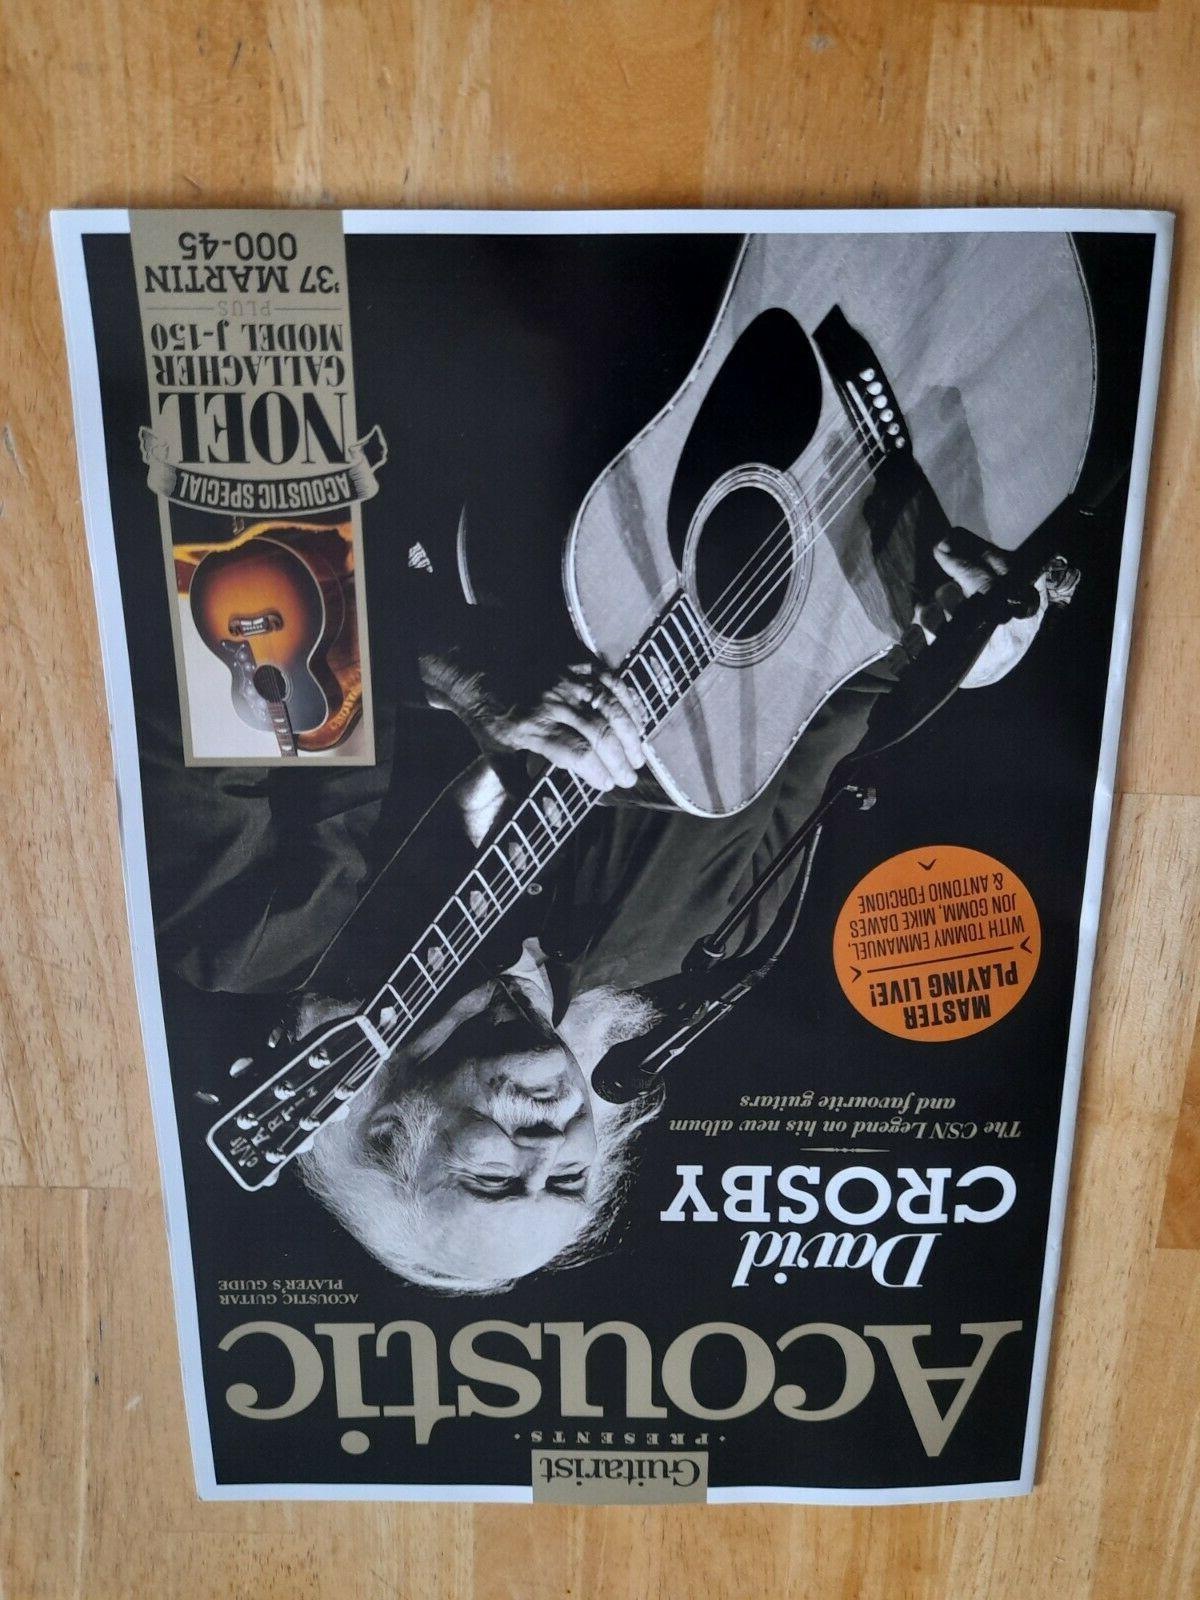 Guitarist
· PRESENTS ·
Acoustic
ACOUSTIC GUITAR
PLAYER'S GUIDE
David
CROSBY
The CSN Legend on his new album
and favourite guitars
MASTER
PLAYING LIVE!
WITH TOMMY EMMANUEL,
JON GOMM, MIKE DAWES
& ANTONIO FORCIONE
CF MARTIN
ACOUSTIC SPECIAL
NOEL
GALLAGHER
MODEL J-150
PLUS
'37 MARTIN
000-45